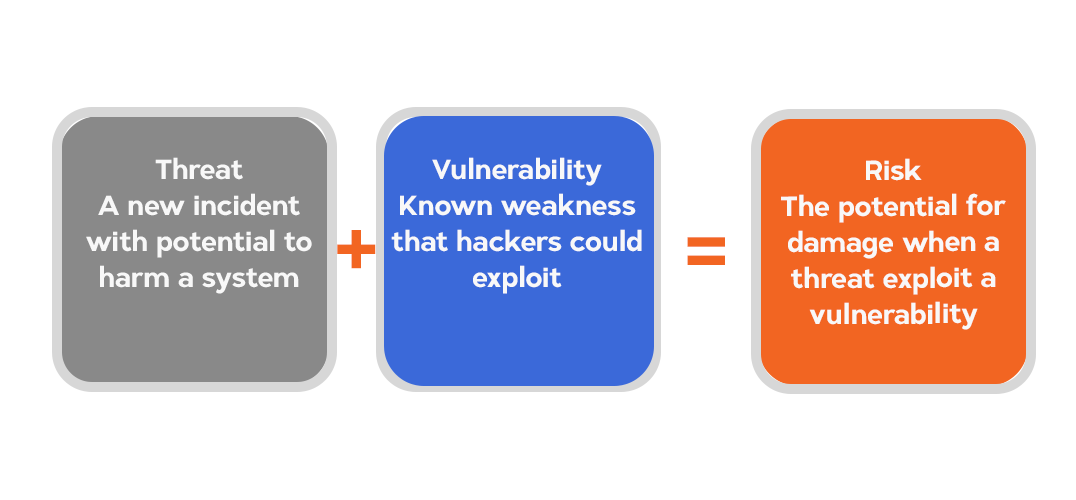 Threat
A new incident
with potential to
harm a system
+
Vulnerability
Known weakness
that hackers could
exploit
=
Risk
The potential for
damage when a
threat exploit a
vulnerability